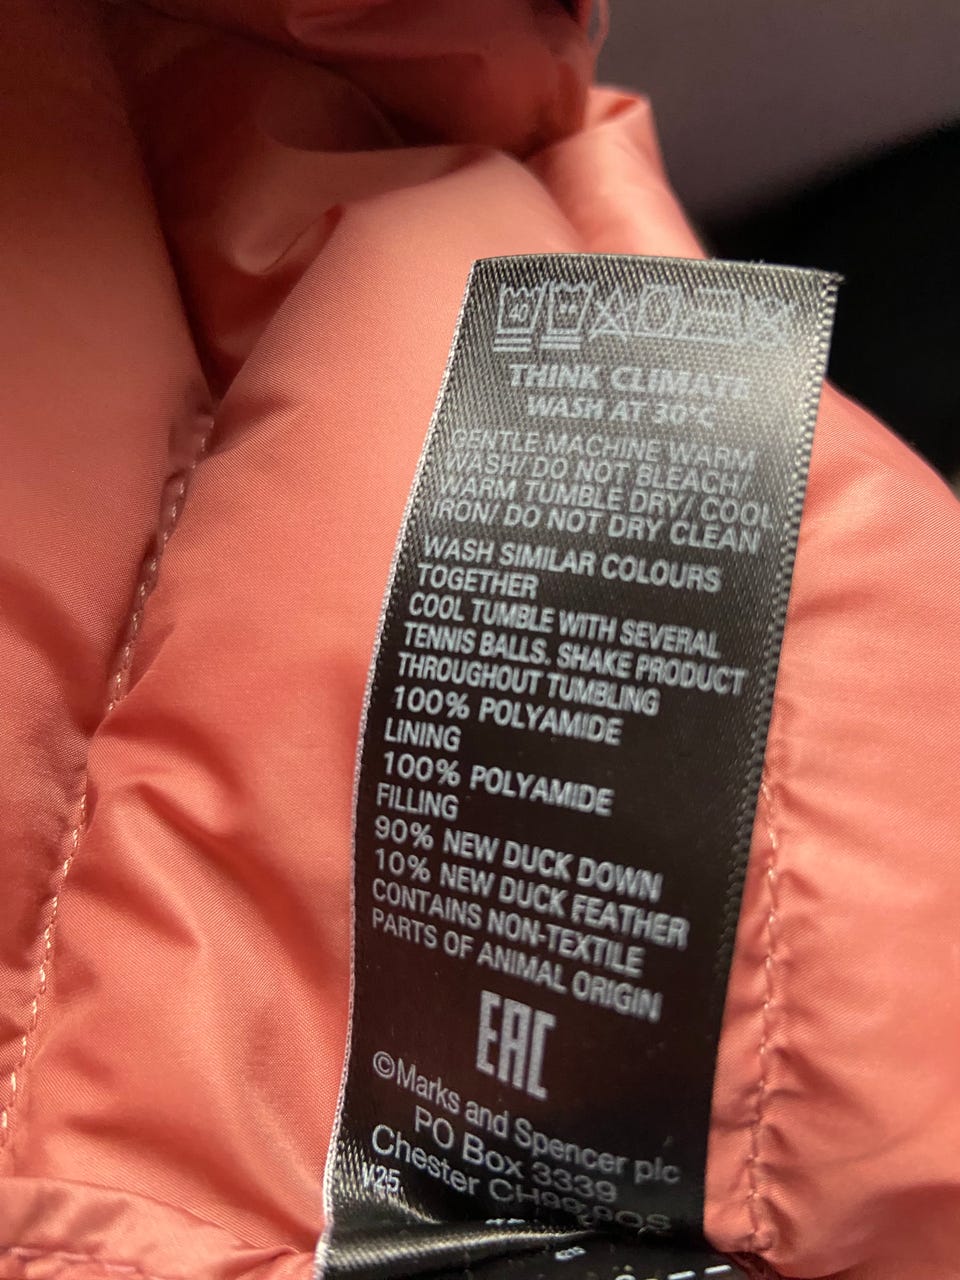 40
THINK CLIMATE
WASH AT 30°C
GENTLE MACHINE WARM
WASH/ DO NOT BLEACH/
WARM TUMBLE DRY/ COOL
IRON/ DO NOT DRY CLEAN
WASH SIMILAR COLOURS
TOGETHER
COOL TUMBLE WITH SEVERAL
TENNIS BALLS. SHAKE PRODUCT
THROUGHOUT TUMBLING
100% POLYAMIDE
LINING
100% POLYAMIDE
FILLING
90% NEW DUCK DOWN
10% NEW DUCK FEATHER
CONTAINS NON-TEXTILE
PARTS OF ANIMAL ORIGIN
EAC
©Marks and Spencer plc
PO Box 3339
Chester CH99
V25